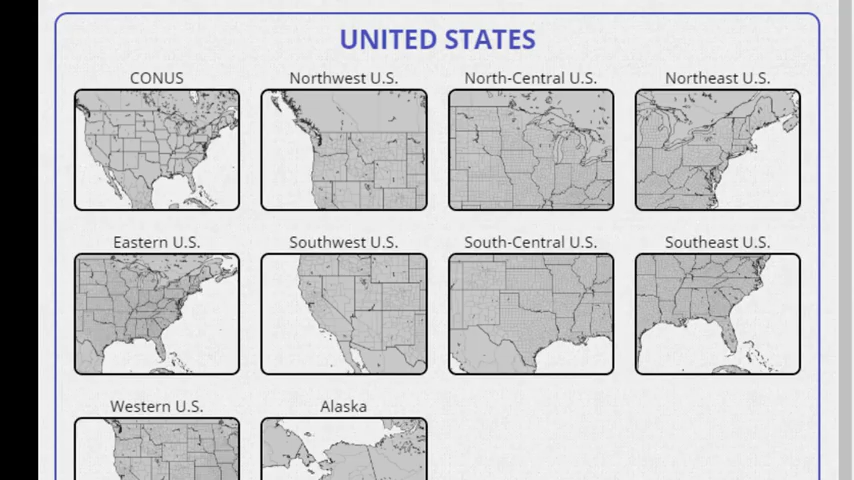 UNITED STATES
CONUS
Northwest U.S.
North-Central U.S.
Northeast U.S.
Eastern U.S.
Southwest U.S.
South-Central U.S.
Southeast U.S.
Western U.S.
Alaska